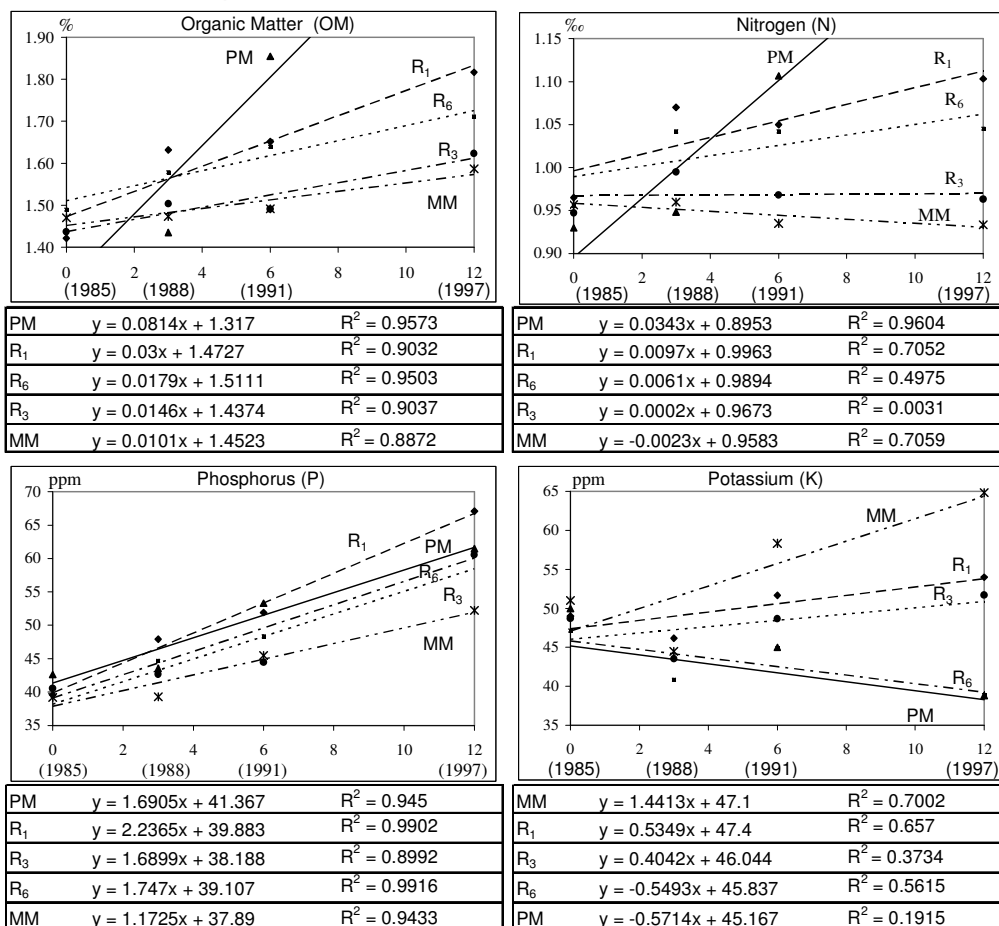 Organic Matter (OM)
%
1.90
1.80
1.70
1.60
1.50
1.40
PM
R1
R6
R3
MM
0 2 4 6 8 10 12
(1985) (1988) (1991) (1997)
PM y = 0.0814x + 1.317 R2 = 0.9573
R1 y = 0.03x + 1.4727 R2 = 0.9032
R6 y = 0.0179x + 1.5111 R2 = 0.9503
R3 y = 0.0146x + 1.4374 R2 = 0.9037
MM y = 0.0101x + 1.4523 R2 = 0.8872
Nitrogen (N)
‰
1.15
1.10
1.05
1.00
0.95
0.90
PM
R1
R6
R3
MM
0 2 4 6 8 10 12
(1985) (1988) (1991) (1997)
PM y = 0.0343x + 0.8953 R2 = 0.9604
R1 y = 0.0097x + 0.9963 R2 = 0.7052
R6 y = 0.0061x + 0.9894 R2 = 0.4975
R3 y = 0.0002x + 0.9673 R2 = 0.0031
MM y = -0.0023x + 0.9583 R2 = 0.7059
Phosphorus (P)
ppm
70
65
60
55
50
45
40
35
R1
PM
R6
R3
MM
0 2 4 6 8 10 12
(1985) (1988) (1991) (1997)
PM y = 1.6905x + 41.367 R2 = 0.945
R1 y = 2.2365x + 39.883 R2 = 0.9902
R3 y = 1.6899x + 38.188 R2 = 0.8992
R6 y = 1.747x + 39.107 R2 = 0.9916
MM y = 1.1725x + 37.89 R2 = 0.9433
Potassium (K)
ppm
65
60
55
50
45
40
35
MM
R1
R3
R6
PM
0 2 4 6 8 10 12
(1985) (1988) (1991) (1997)
MM y = 1.4413x + 47.1 R2 = 0.7002
R1 y = 0.5349x + 47.4 R2 = 0.657
R3 y = 0.4042x + 46.044 R2 = 0.3734
R6 y = -0.5493x + 45.837 R2 = 0.5615
PM y = -0.5714x + 45.167 R2 = 0.1915